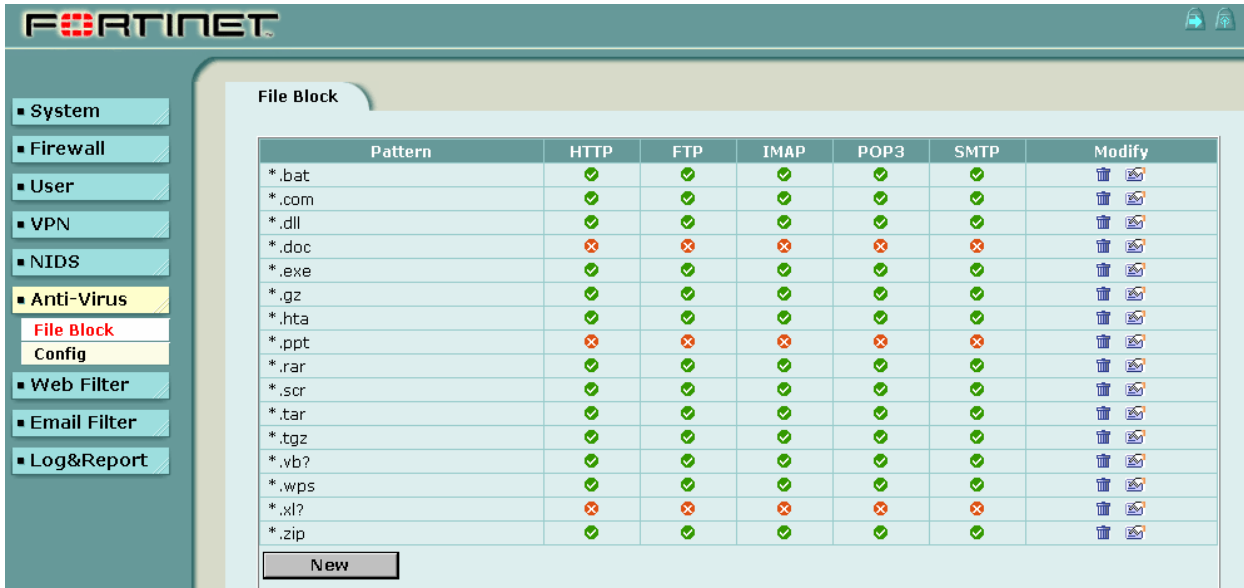 FORTINET
System
Firewall
User
VPN
NIDS
Anti-Virus
File Block
Config
Web Filter
Email Filter
Log&Report
File Block
Pattern HTTP FTP IMAP POP3 SMTP Modify
*.bat
*.com
*.dll
*.doc
*.exe
*.gz
*.hta
*.ppt
*.rar
*.scr
*.tar
*.tgz
*.vb?
*.wps
*.xl?
*.zip
New